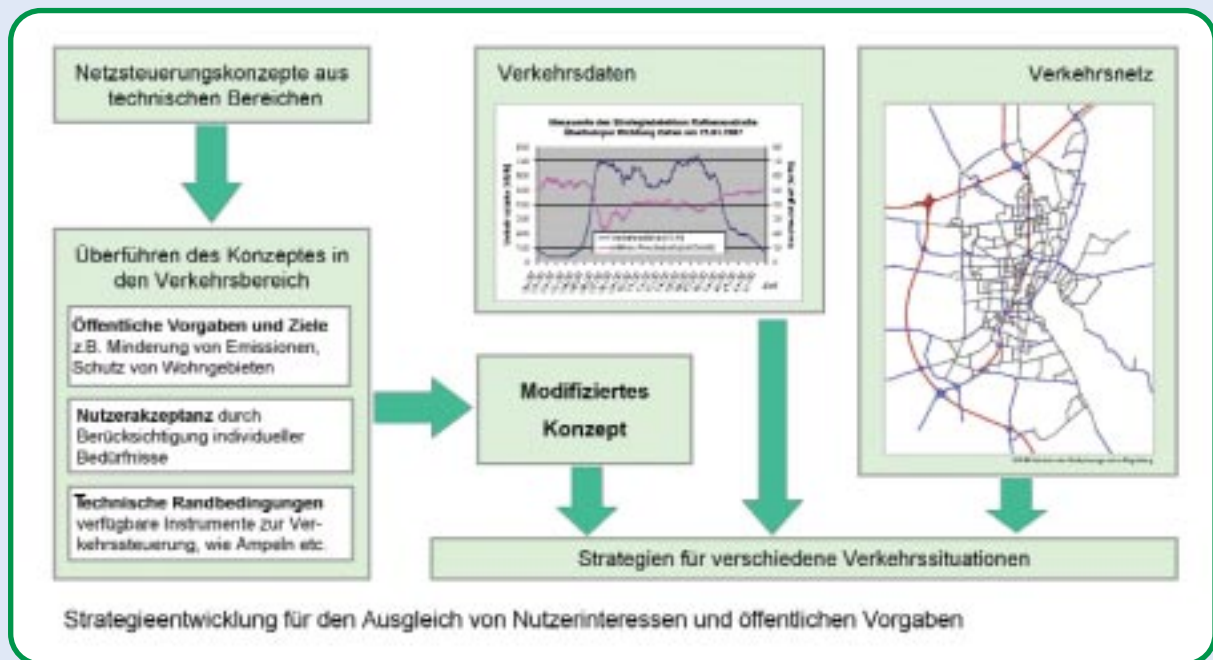 Netzsteuerungskonzepte aus
technischen Bereichen
Überführen des Konzeptes in
den Verkehrsbereich
Öffentliche Vorgaben und Ziele
z.B. Minderung von Emissionen,
Schutz von Wohngebieten
Nutzerakzeptanz durch
Berücksichtigung individueller
Bedürfnisse
Technische Randbedingungen
verfügbare Instrumente zur Ver-
kehrssteuerung, wie Ampeln etc.
Modifiziertes
Konzept
Verkehrsdaten
Verkehrsnetz
Strategien für verschiedene Verkehrssituationen
Strategieentwicklung für den Ausgleich von Nutzerinteressen und öffentlichen Vorgaben